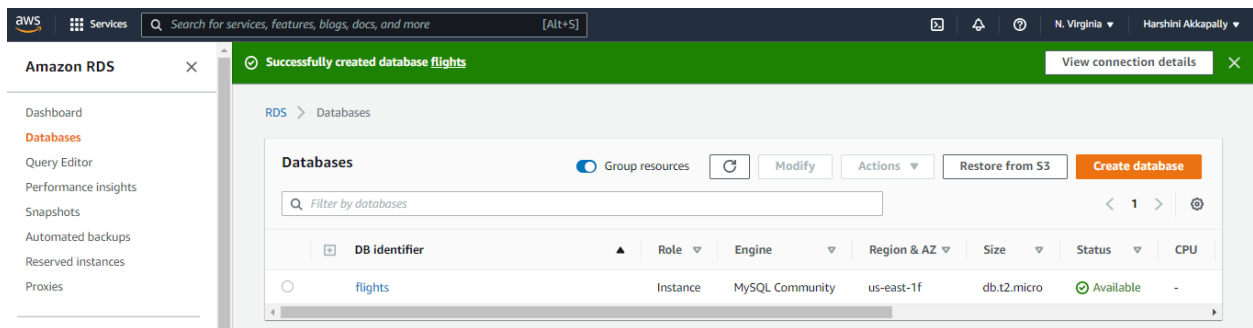 aws Services Search for services, features, blogs, docs, and more [Alt+S] N. Virginia ▼ Harshini Akkapally ▼
Amazon RDS
Dashboard
Databases
Query Editor
Performance insights
Snapshots
Automated backups
Reserved instances
Proxies
Successfully created database flights View connection details
RDS > Databases
Databases Group resources Modify Actions ▼ Restore from S3 Create database
Filter by databases < 1 >
DB identifier ▲ Role ▽ Engine ▽ Region & AZ ▽ Size ▽ Status ▽ CPU
flights Instance MySQL Community us-east-1f db.t2.micro Available -